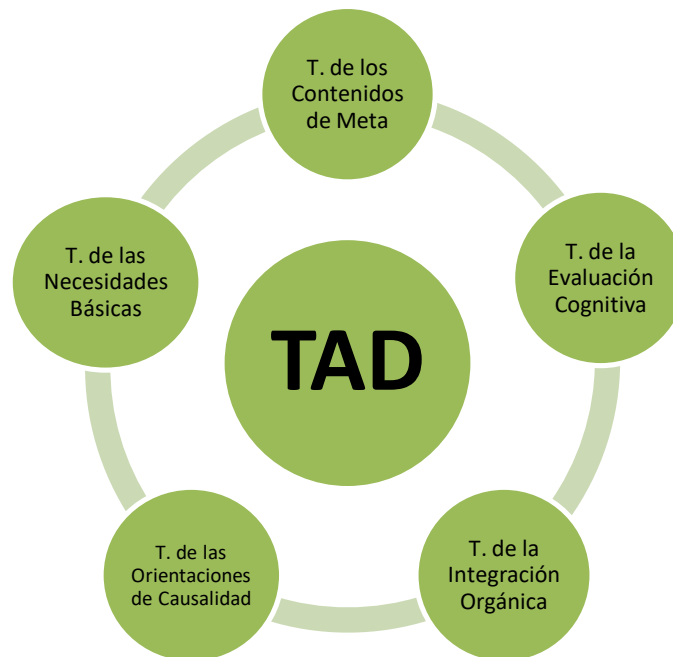 T. de los
Contenidos
de Meta
T. de la
Evaluación
Cognitiva
T. de la
Integración
Orgánica
T. de las
Orientaciones
de Causalidad
T. de las
Necesidades
Básicas
TAD